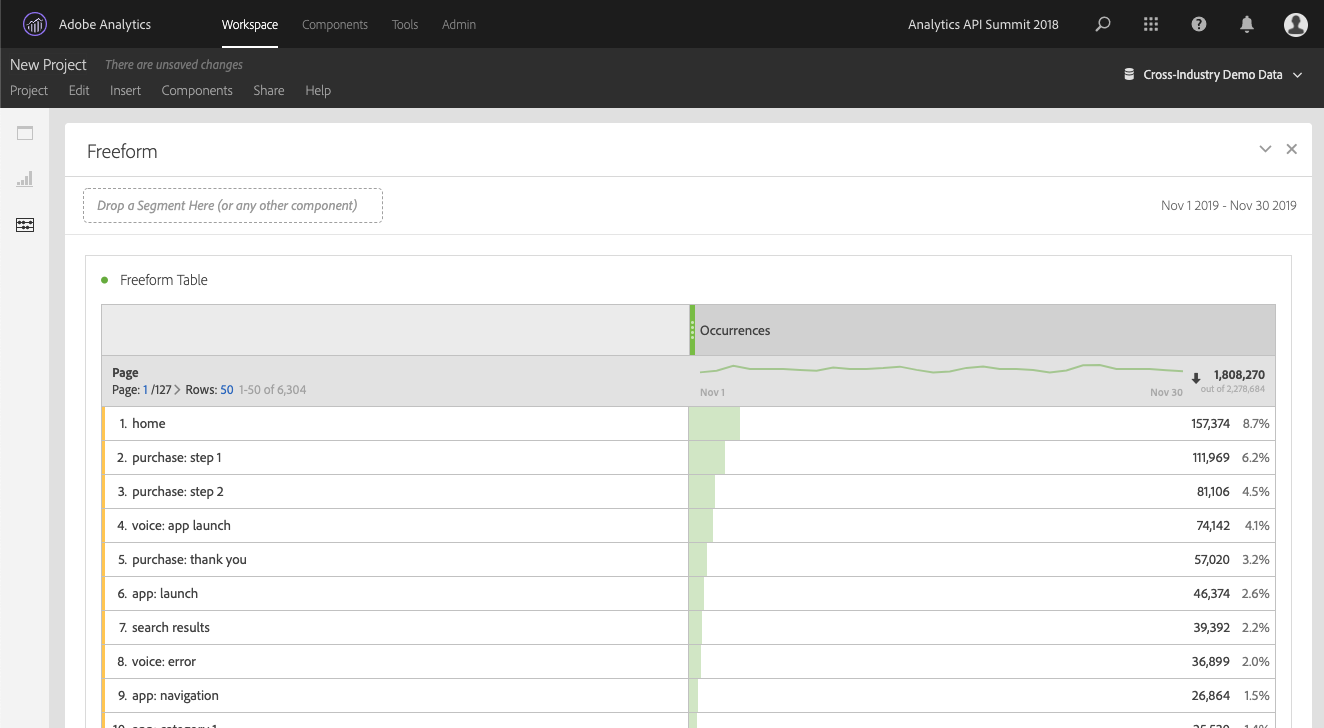 Adobe Analytics Workspace Components Tools Admin Analytics API Summit 2018
New Project There are unsaved changes
Cross-Industry Demo Data
Project Edit Insert Components Share Help
Freeform
Drop a Segment Here (or any other component) Nov 1 2019 - Nov 30 2019
Freeform Table
Occurrences
Page
Page: 1 /127 > Rows: 50 1-50 of 6,304
Nov 1 Nov 30
1,808,270
out of 2,278,684
1. home 157,374 8.7%
2. purchase: step 1 111,969 6.2%
3. purchase: step 2 81,106 4.5%
4. voice: app launch 74,142 4.1%
5. purchase: thank you 57,020 3.2%
6. app: launch 46,374 2.6%
7. search results 39,392 2.2%
8. voice: error 36,899 2.0%
9. app: navigation 26,864 1.5%